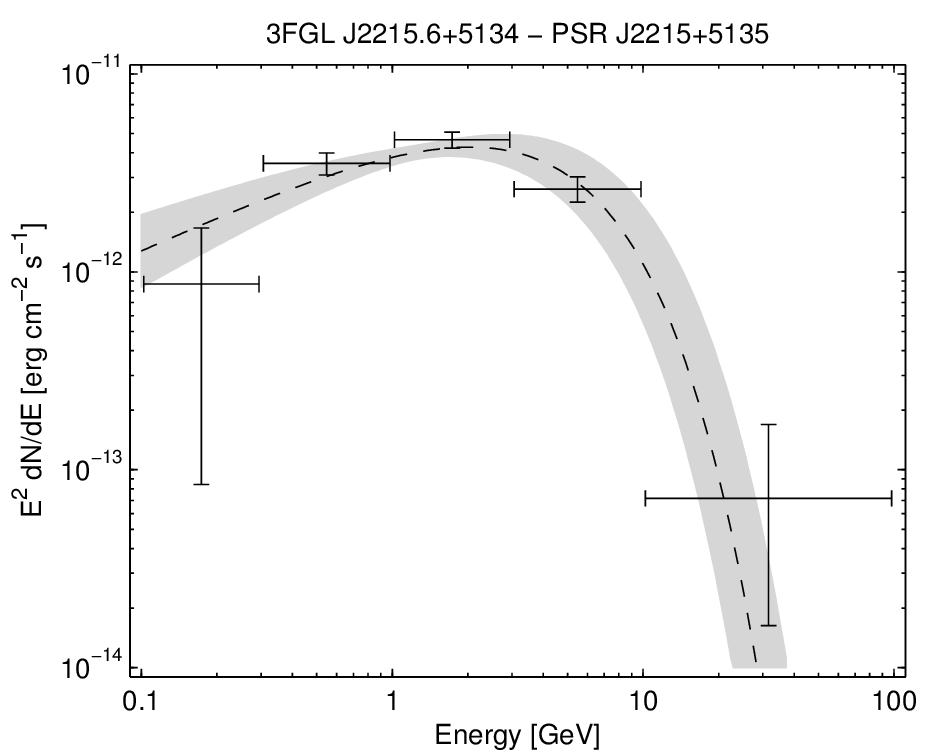 3FGL J2215.6+5134 − PSR J2215+5135
10⁻¹¹
10⁻¹²
10⁻¹³
10⁻¹⁴
E² dN/dE [erg cm⁻² s⁻¹]
0.1 1 10 100
Energy [GeV]